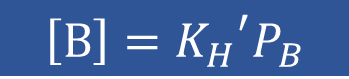 [B] = K_H′P_B